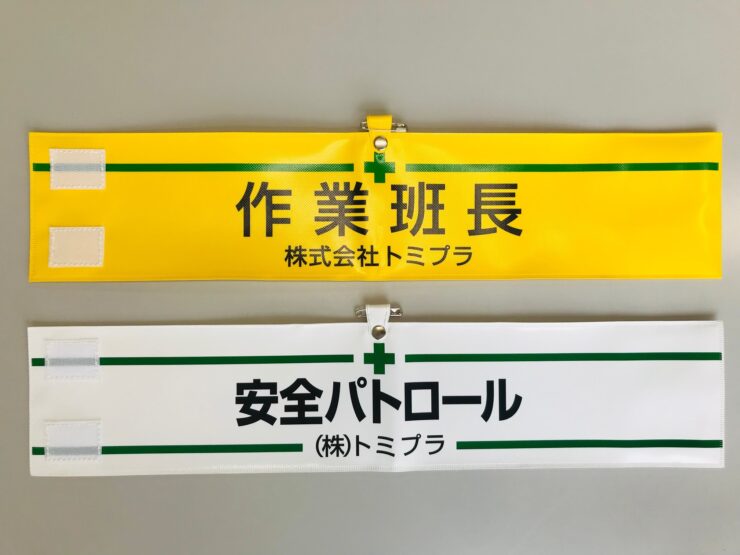 作業班長
株式会社トミプラ
安全パトロール
(株)トミプラ